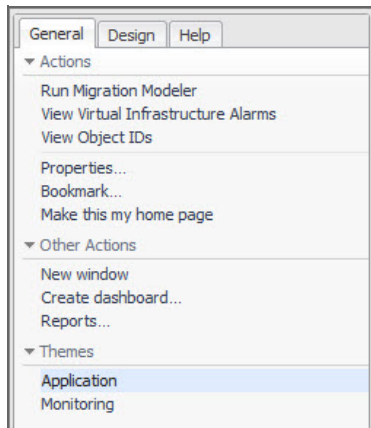 General Design Help
Actions
Run Migration Modeler
View Virtual Infrastructure Alarms
View Object IDs
Properties...
Bookmark...
Make this my home page
Other Actions
New window
Create dashboard...
Reports...
Themes
Application
Monitoring